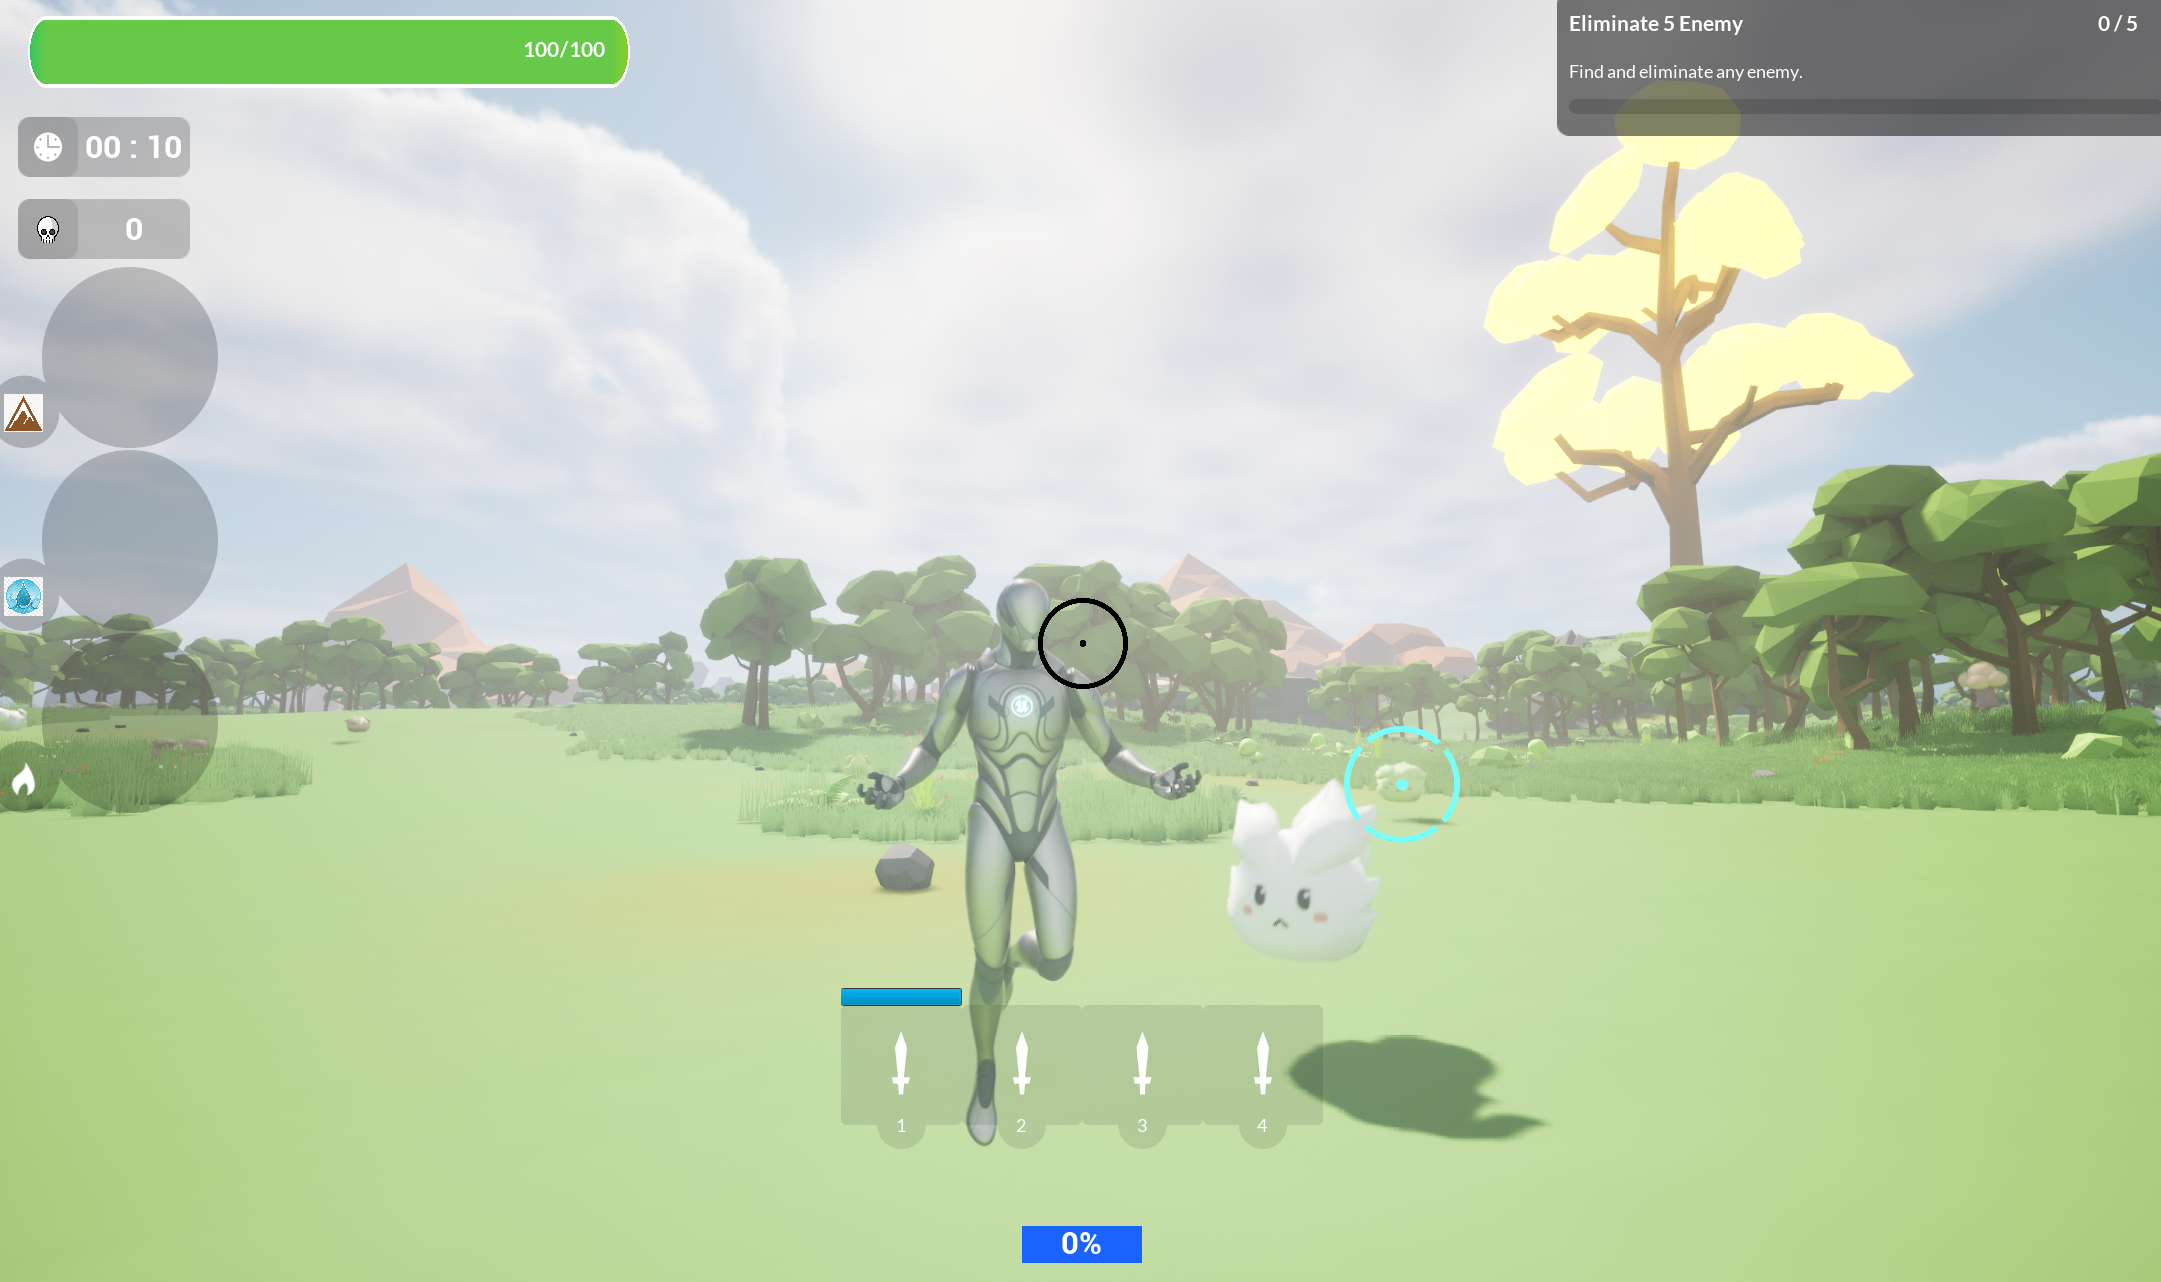 100/100
Eliminate 5 Enemy 0 / 5
Find and eliminate any enemy.
00 : 10
0
1 2 3 4
0%